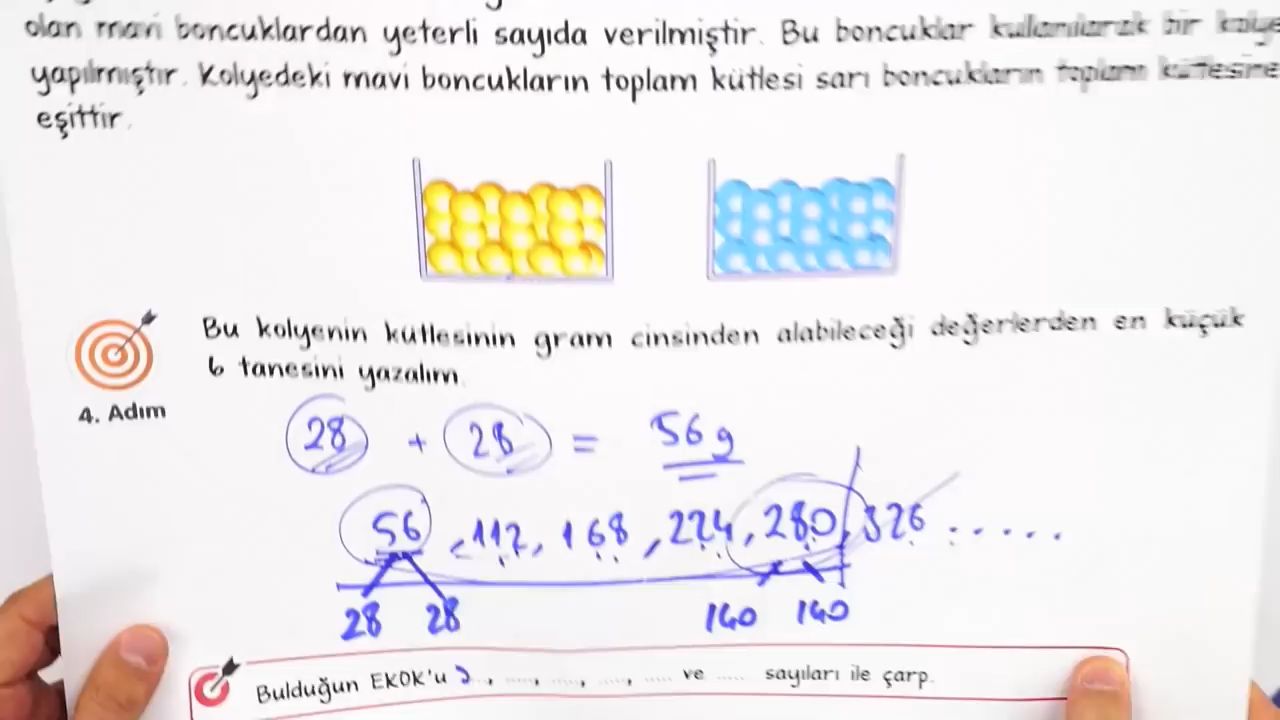 olan mavi boncuklardan yeterli sayıda verilmiştir. Bu boncuklar kullanılarak bir kolye
yapılmıştır. Kolyedeki mavi boncukların toplam kütlesi sarı boncukların toplam kütlesine
eşittir.
Bu kolyenin kütlesinin gram cinsinden alabileceği değerlerden en küçük
6 tanesini yazalım.
4. Adım
28 + 28 = 56 g
56, 112, 168, 224, 280, 326 .....
28 28 140 140
Bulduğun EKOK'u ..., ......, ......, ......, ...... ve ...... sayıları ile çarp.